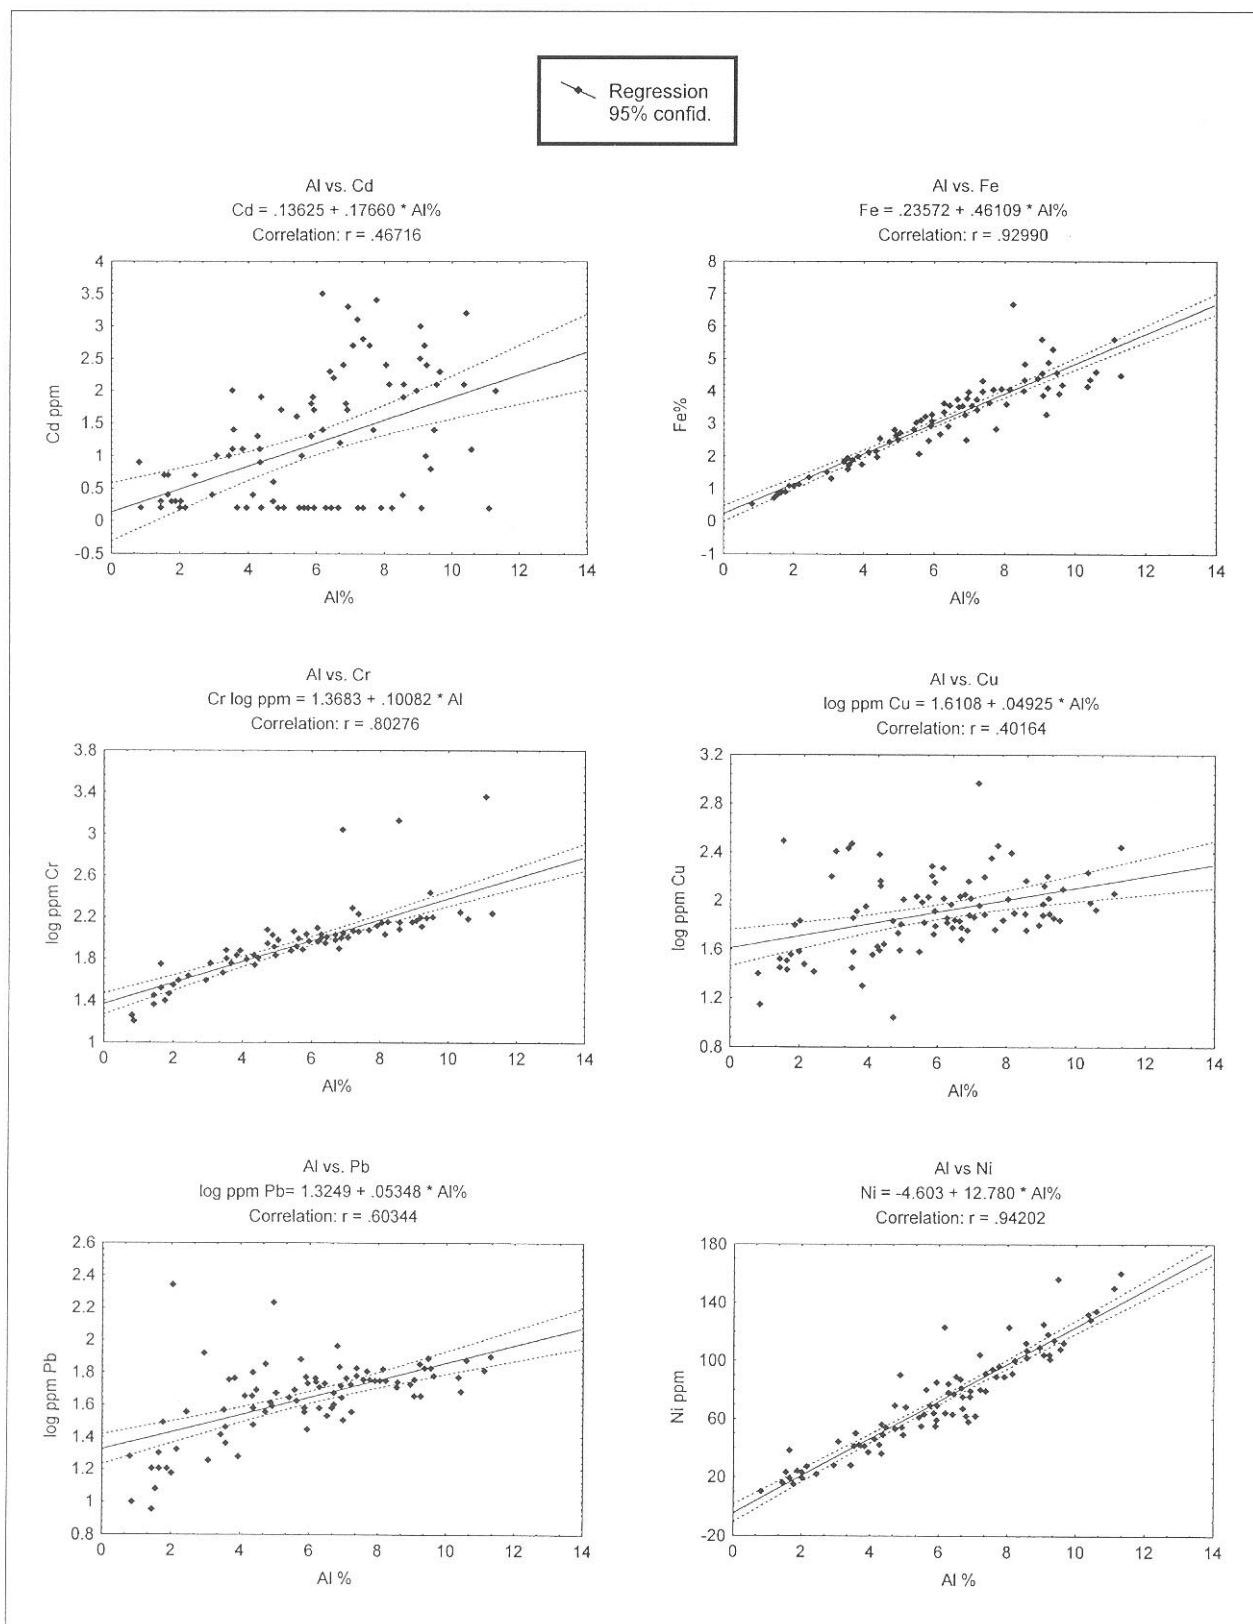 Regression
95% confid.
Al vs. Cd
Cd = .13625 + .17660 * Al%
Correlation: r = .46716
Cd ppm
4
3.5
3
2.5
2
1.5
1
0.5
0
-0.5
0 2 4 6 8 10 12 14
Al%
Al vs. Fe
Fe = .23572 + .46109 * Al%
Correlation: r = .92990
Fe%
8
7
6
5
4
3
2
1
0
-1
0 2 4 6 8 10 12 14
Al%
Al vs. Cr
Cr log ppm = 1.3683 + .10082 * Al
Correlation: r = .80276
log ppm Cr
3.8
3.4
3
2.6
2.2
1.8
1.4
1
0 2 4 6 8 10 12 14
Al%
Al vs. Cu
log ppm Cu = 1.6108 + .04925 * Al%
Correlation: r = .40164
log ppm Cu
3.2
2.8
2.4
2
1.6
1.2
0.8
0 2 4 6 8 10 12 14
Al%
Al vs. Pb
log ppm Pb= 1.3249 + .05348 * Al%
Correlation: r = .60344
log ppm Pb
2.6
2.4
2.2
2
1.8
1.6
1.4
1.2
1
0.8
0 2 4 6 8 10 12 14
Al %
Al vs Ni
Ni = -4.603 + 12.780 * Al%
Correlation: r = .94202
Ni ppm
180
140
100
60
20
-20
0 2 4 6 8 10 12 14
Al %